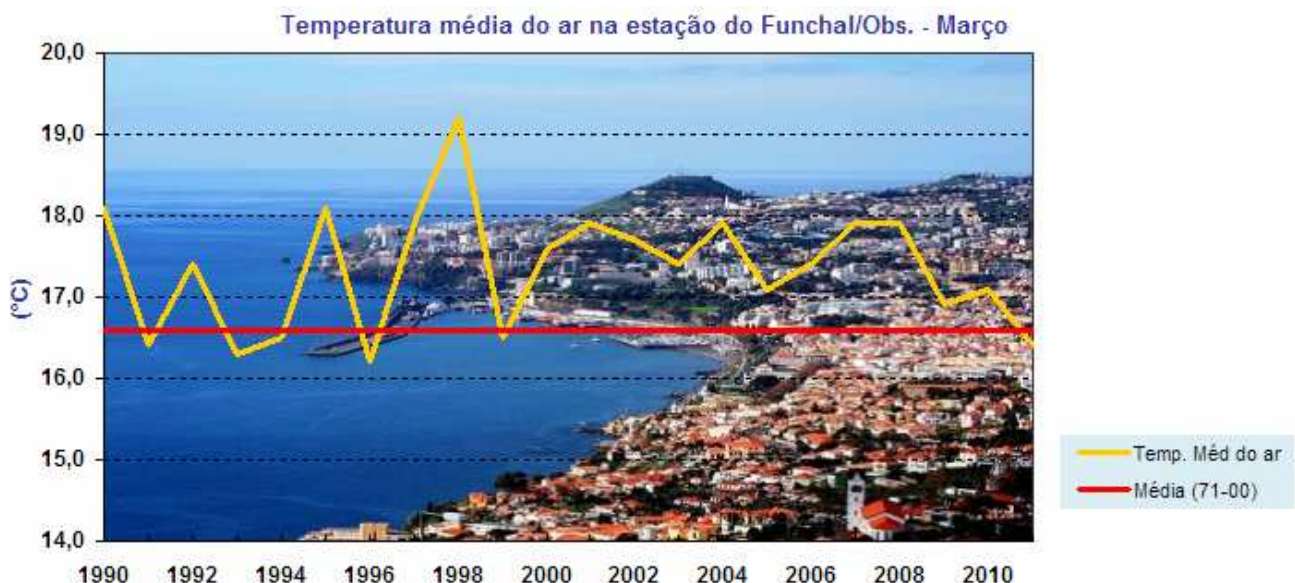 Temperatura média do ar na estação do Funchal/Obs. - Março
20,0
19,0
18,0
17,0
16,0
15,0
14,0
(°C)
1990 1992 1994 1996 1998 2000 2002 2004 2006 2008 2010
Temp. Méd do ar
Média (71-00)